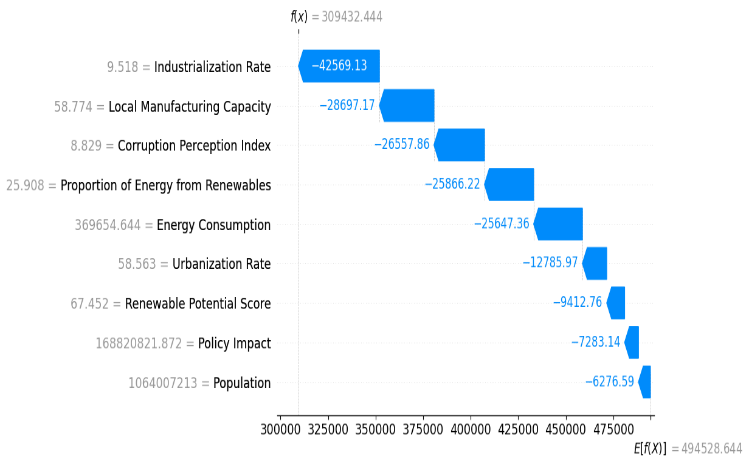 f(x) = 309432.444
9.518 = Industrialization Rate −42569.13
58.774 = Local Manufacturing Capacity −28697.17
8.829 = Corruption Perception Index −26557.86
25.908 = Proportion of Energy from Renewables −25866.22
369654.644 = Energy Consumption −25647.36
58.563 = Urbanization Rate −12785.97
67.452 = Renewable Potential Score −9412.76
168820821.872 = Policy Impact −7283.14
1064007213 = Population −6276.59
300000 325000 350000 375000 400000 425000 450000 475000
E[f(X)] = 494528.644